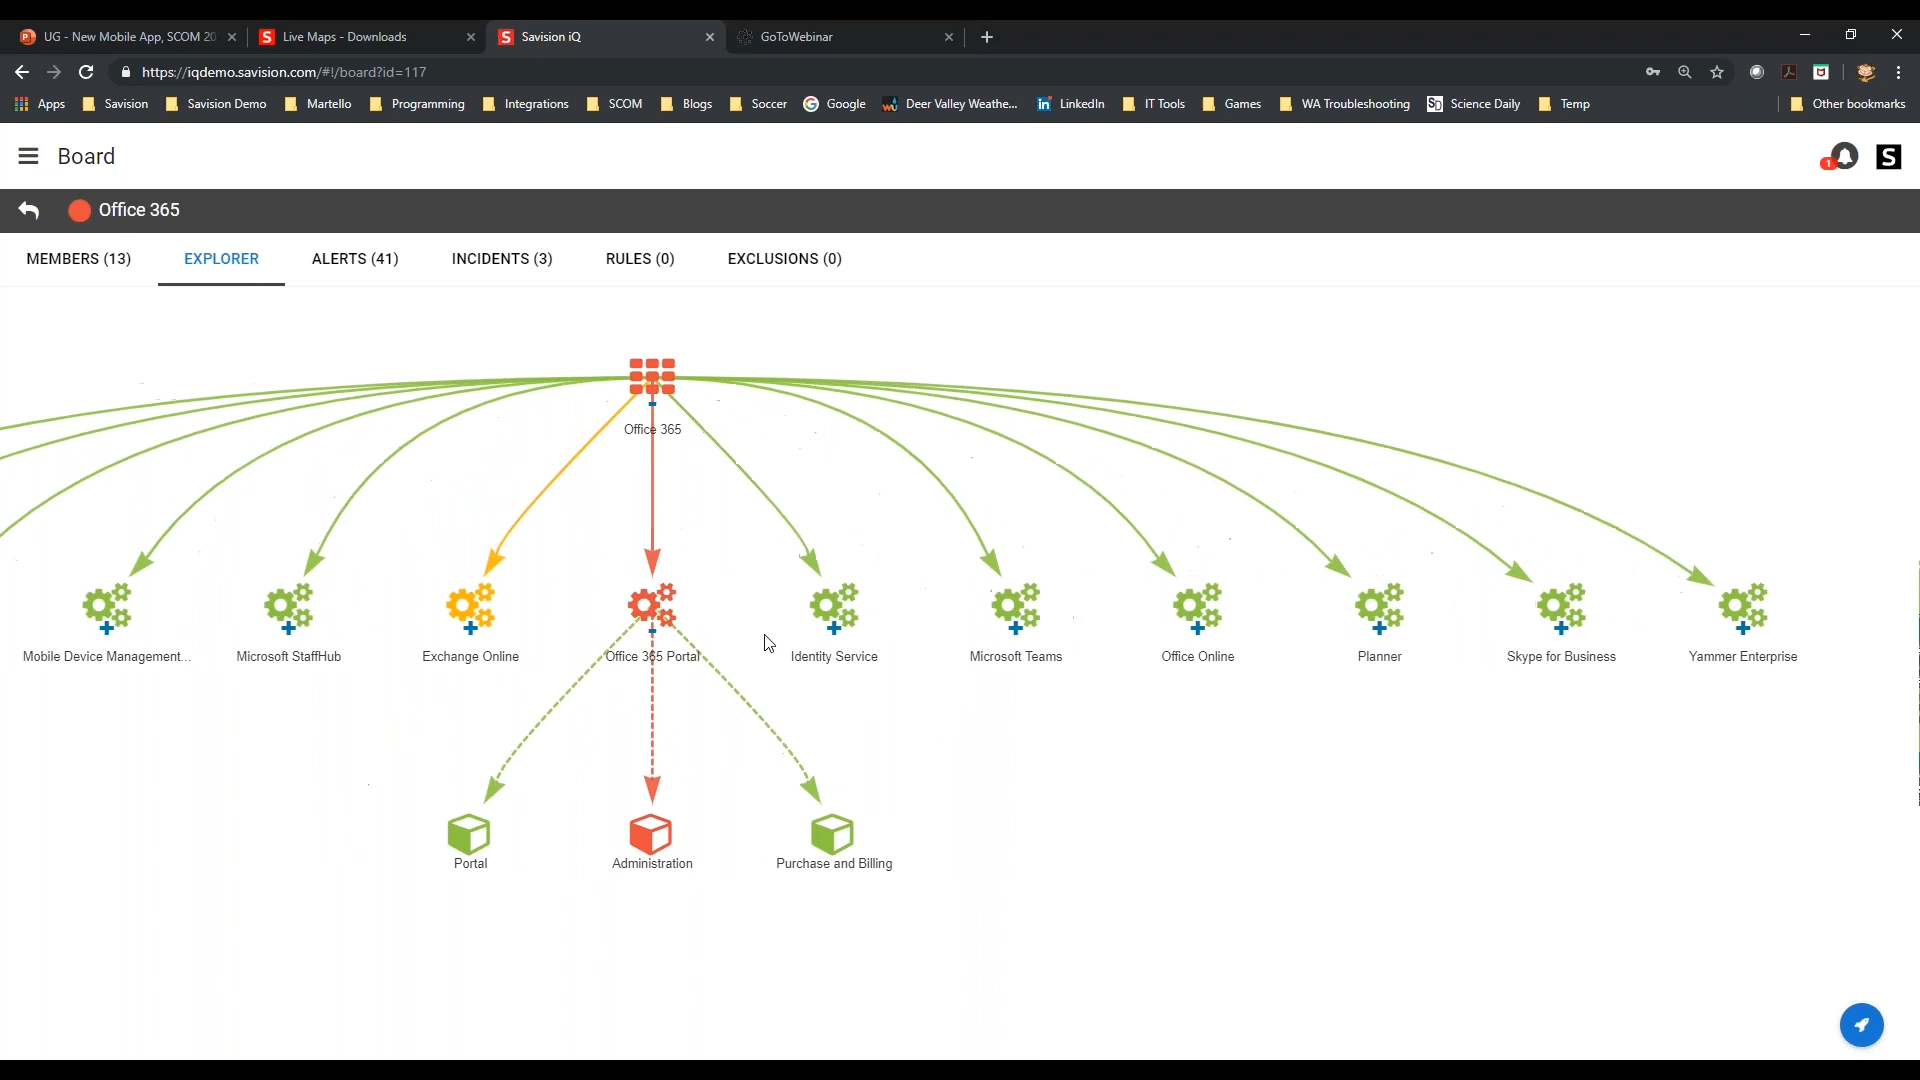 UG - New Mobile App, SCOM 20
Live Maps - Downloads
Savision iQ
GoToWebinar
https://iqdemo.savision.com/#!/board?id=117
Apps Savision Savision Demo Martello Programming Integrations SCOM Blogs Soccer Google Deer Valley Weathe... LinkedIn IT Tools Games WA Troubleshooting Science Daily Temp Other bookmarks
Board
1
S
Office 365
MEMBERS (13) EXPLORER ALERTS (41) INCIDENTS (3) RULES (0) EXCLUSIONS (0)
Office 365
Mobile Device Management... Microsoft StaffHub Exchange Online Office 365 Portal Identity Service Microsoft Teams Office Online Planner Skype for Business Yammer Enterprise
Portal Administration Purchase and Billing